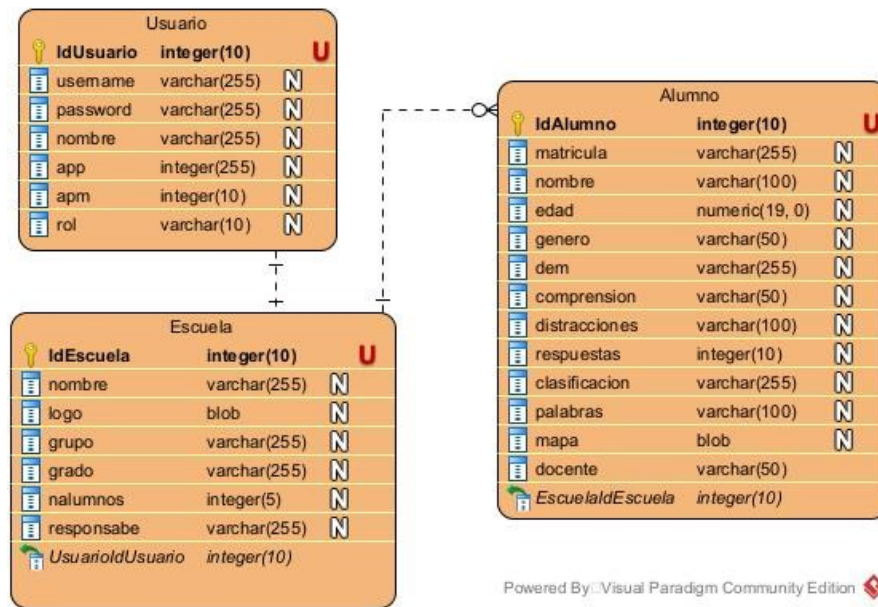 Usuario
IdUsuario integer(10) U
username varchar(255) N
password varchar(255) N
nombre varchar(255) N
app integer(255) N
apm integer(10) N
rol varchar(10) N
Escuela
IdEscuela integer(10) U
nombre varchar(255) N
logo blob N
grupo varchar(255) N
grado varchar(255) N
nalumnos integer(5) N
responsabe varchar(255) N
UsuarioIdUsuario integer(10)
Alumno
IdAlumno integer(10) U
matricula varchar(255) N
nombre varchar(100) N
edad numeric(19, 0) N
genero varchar(50) N
dem varchar(255) N
comprension varchar(50) N
distracciones varchar(100) N
respuestas integer(10) N
clasificacion varchar(255) N
palabras varchar(100) N
mapa blob N
docente varchar(50)
EscuelaIdEscuela integer(10)
Powered By Visual Paradigm Community Edition